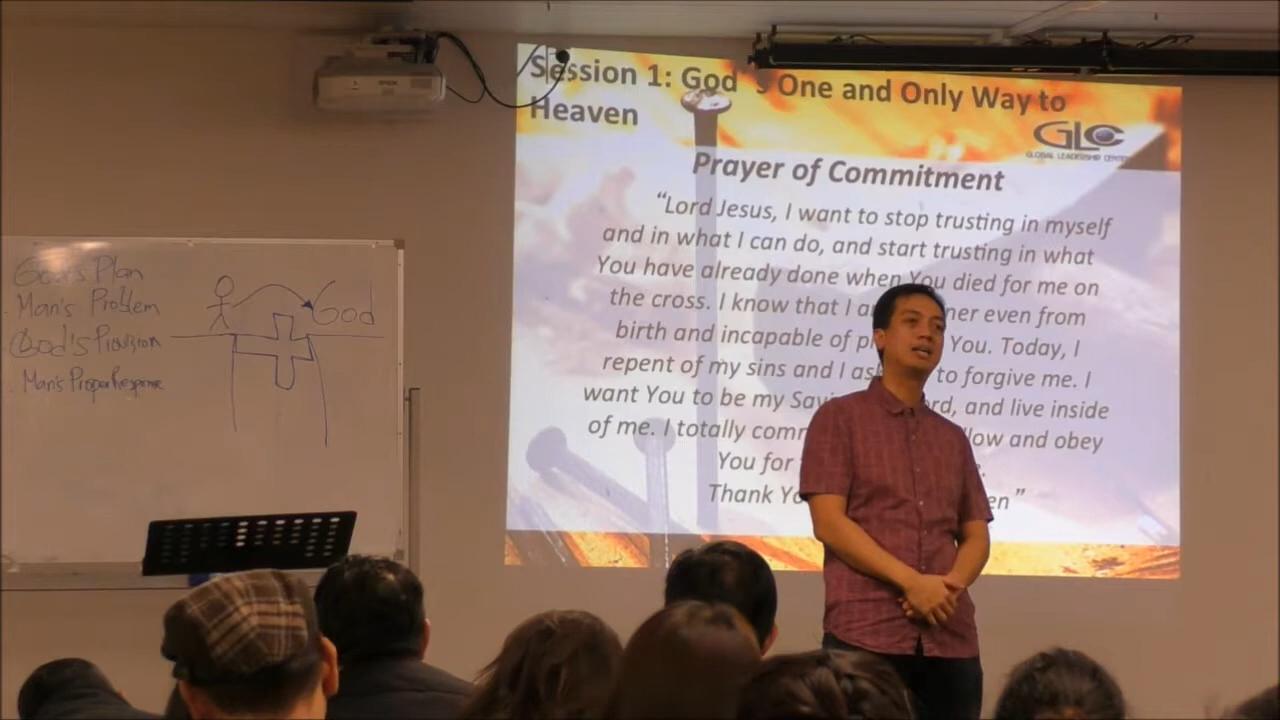 Session 1: God's One and Only Way to
Heaven
GLC
GLOBAL LEADERSHIP CENTER
Prayer of Commitment
"Lord Jesus, I want to stop trusting in myself
and in what I can do, and start trusting in what
You have already done when You died for me on
the cross. I know that I ner even from
birth and incapable of You. Today, I
repent of my sins and I to forgive me. I
want You to be my rd, and live inside
of me. I totally llow and obey
You for
Thank en"
God's Plan
Man's Problem
God's Provision
Man's Proper Response
God
EPSON